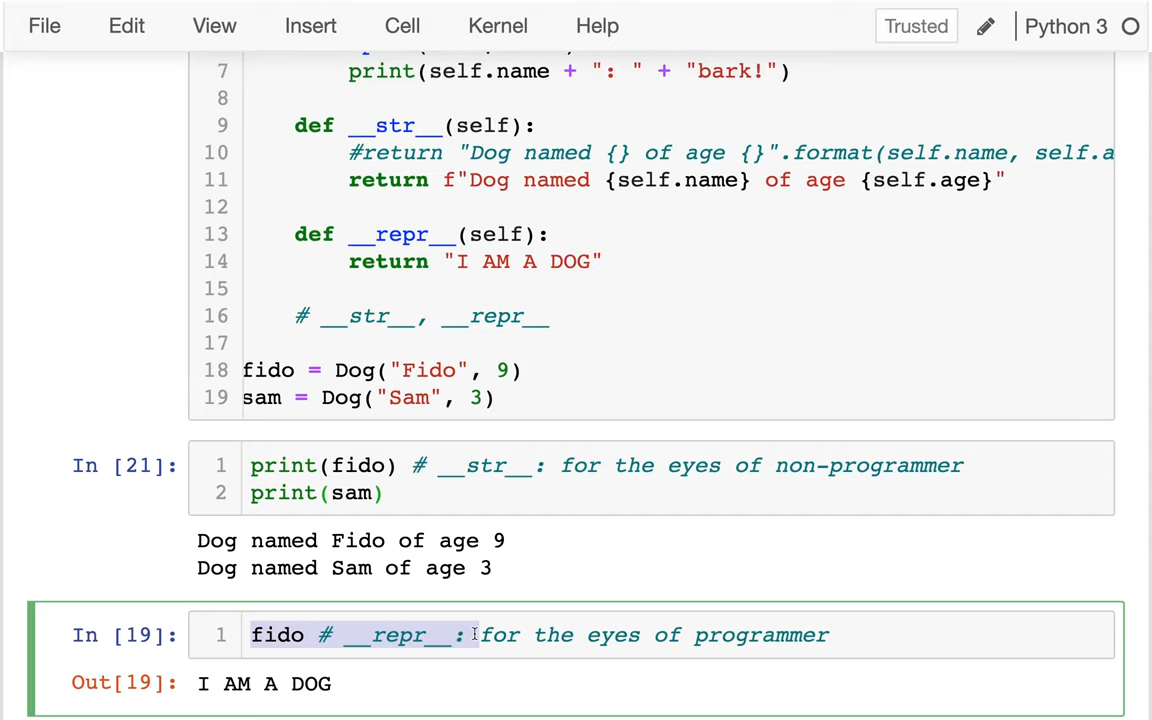 File Edit View Insert Cell Kernel Help Trusted Python 3
7 print(self.name + ": " + "bark!")
8
9 def __str__(self):
10 #return "Dog named {} of age {}".format(self.name, self.a
11 return f"Dog named {self.name} of age {self.age}"
12
13 def __repr__(self):
14 return "I AM A DOG"
15
16 # __str__, __repr__
17
18 fido = Dog("Fido", 9)
19 sam = Dog("Sam", 3)
In [21]: 1 print(fido) # __str__: for the eyes of non-programmer
2 print(sam)
Dog named Fido of age 9
Dog named Sam of age 3
In [19]: 1 fido # __repr__: for the eyes of programmer
Out[19]: I AM A DOG